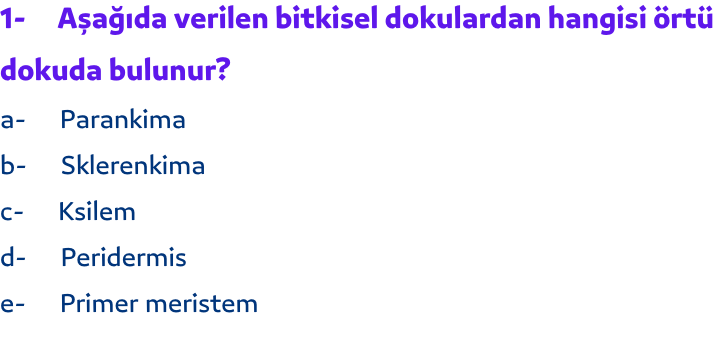 1- Aşağıda verilen bitkisel dokulardan hangisi örtü
dokuda bulunur?
a- Parankima
b- Sklerenkima
c- Ksilem
d- Peridermis
e- Primer meristem